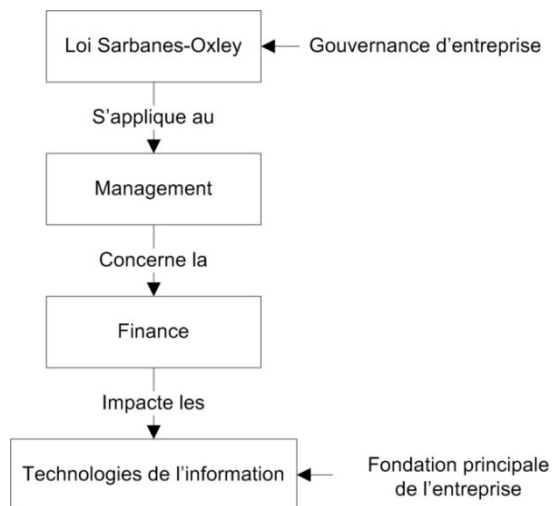 Loi Sarbanes-Oxley
Gouvernance d'entreprise
S'applique au
Management
Concerne la
Finance
Impacte les
Technologies de l'information
Fondation principale
de l'entreprise